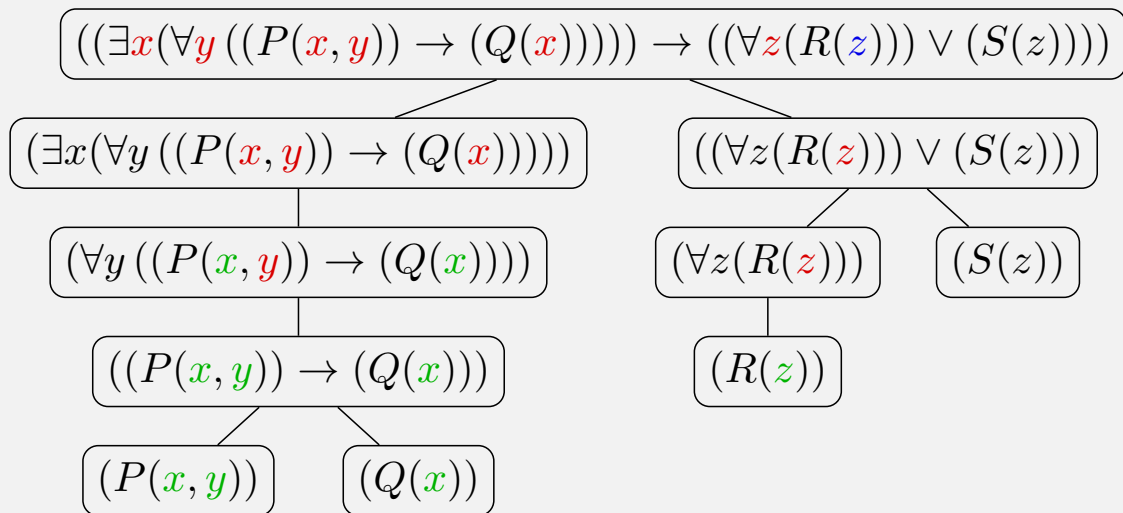 ((∃x(∀y ((P(x, y)) → (Q(x))))) → ((∀z(R(z))) ∨ (S(z))))
(∃x(∀y ((P(x, y)) → (Q(x)))))
((∀z(R(z))) ∨ (S(z)))
(∀y ((P(x, y)) → (Q(x))))
(∀z(R(z)))
(S(z))
((P(x, y)) → (Q(x)))
(R(z))
(P(x, y))
(Q(x))